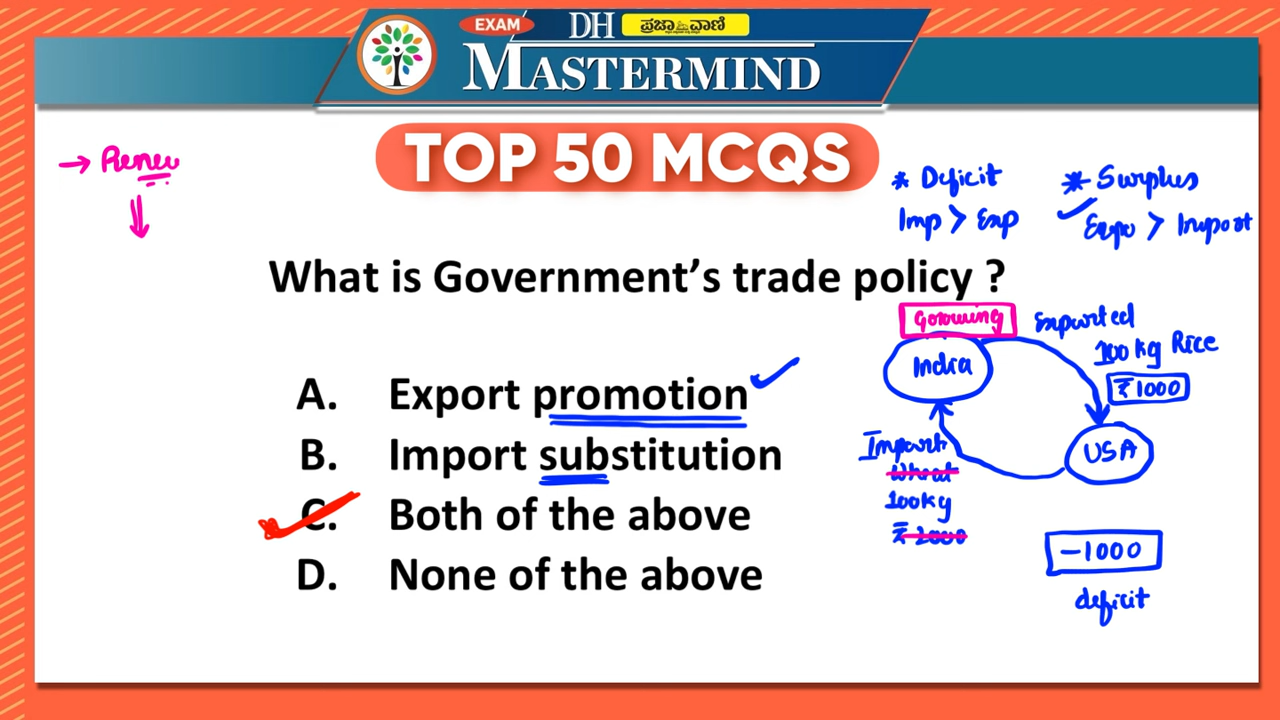 EXAM
DH ಪ್ರಜಾವಾಣಿ
MASTERMIND
TOP 50 MCQS
→ Renew
* Deficit
Imp > Exp
* Surplus
Expo > Import
What is Government's trade policy ?
A. Export promotion
B. Import substitution
C. Both of the above
D. None of the above
Growing
India
Exported
100 kg Rice
₹1000
USA
Import
Wheat
100kg
₹ 2000
-1000
deficit